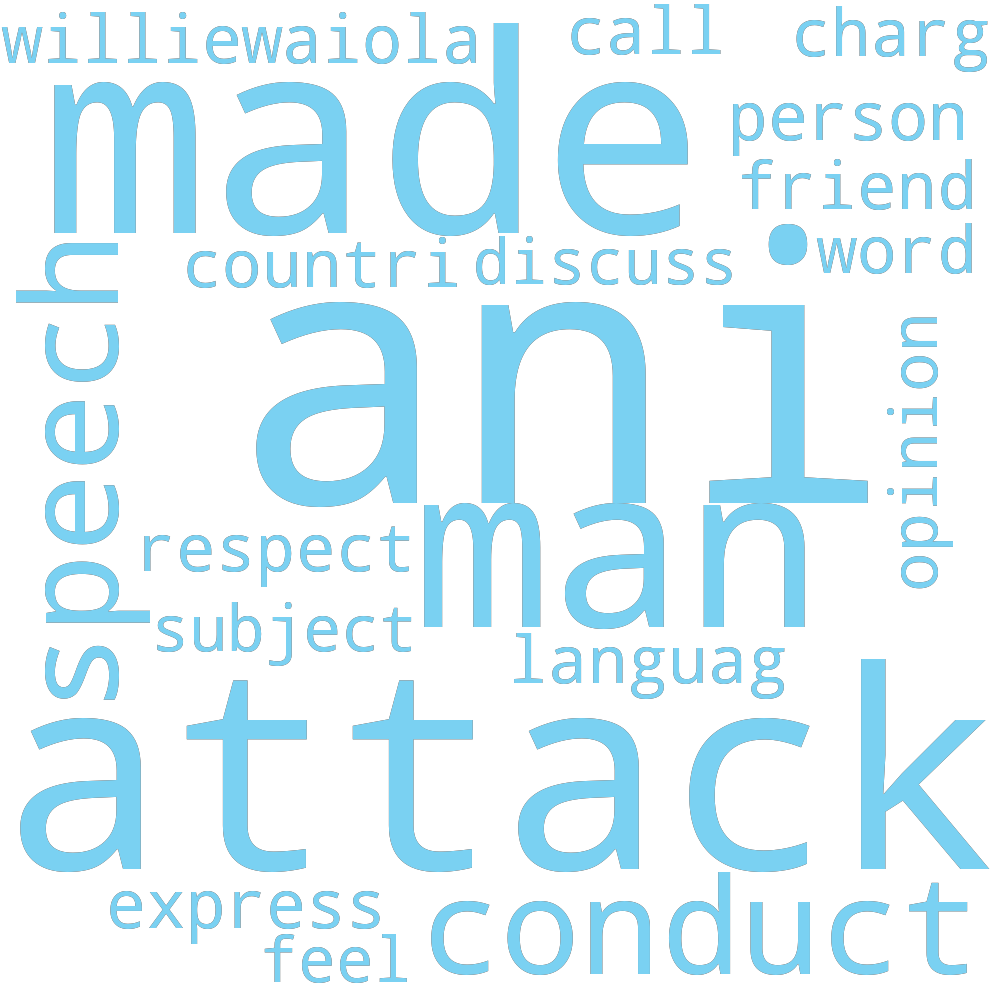 williewaiola call charg
made person
friend
countri discuss •word
speech
ani
opinion
respect man
subject
languag
attack
express conduct
feel